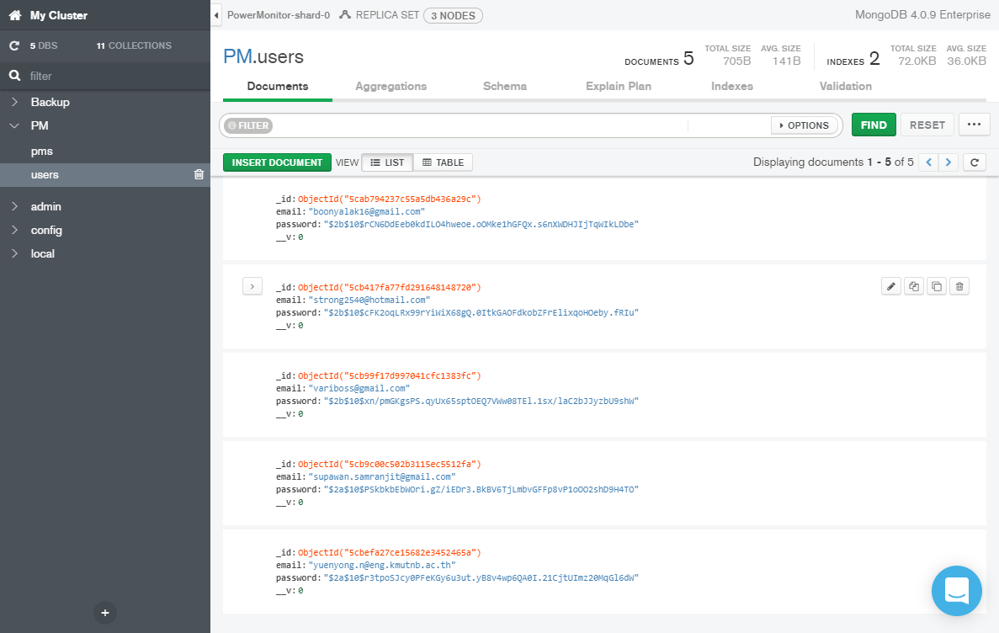 My Cluster
5 DBS 11 COLLECTIONS
filter
Backup
PM
pms
users
admin
config
local
PowerMonitor-shard-0 REPLICA SET 3 NODES MongoDB 4.0.9 Enterprise
PM.users
DOCUMENTS 5 TOTAL SIZE 705B AVG. SIZE 141B INDEXES 2 TOTAL SIZE 72.0KB AVG. SIZE 36.0KB
Documents Aggregations Schema Explain Plan Indexes Validation
FILTER OPTIONS FIND RESET ...
INSERT DOCUMENT VIEW LIST TABLE Displaying documents 1 - 5 of 5
_id: ObjectId("5cab794237c55a5db436a29c")
email: "boonyalak16@gmail.com"
password: "$2b$10$rCN6DdEeb0kdILO4hweoe.oOMke1hGFQx.s6nXWDHJIjTqWIkLDbe"
__v: 0
_id: ObjectId("5cb417fa77fd291648148720")
email: "strong2540@hotmail.com"
password: "$2b$10$cFK2oqLRx99rYiWiX68gQ.0ItkGAOFdkobZFrElixqoHOeby.fRIu"
__v: 0
_id: ObjectId("5cb99f17d997041cfc1383fc")
email: "variboss@gmail.com"
password: "$2b$10$xn/pmGKgsPS.qyUx65sptOEQ7VWw08TEl.1sx/laC2bJJyzbU9shW"
__v: 0
_id: ObjectId("5cb9c00c502b3115ec5512fa")
email: "supawan.samranjit@gmail.com"
password: "$2a$10$PSkbkbEbWOri.gZ/iEDr3.BkBV6TjLmbvGFFp8vP1oOO2shD9H4TO"
__v: 0
_id: ObjectId("5cbefa27ce15682e3452465a")
email: "yuenyong.n@eng.kmutnb.ac.th"
password: "$2a$10$r3tpoSJcy0PFeKGy6u3ut.yB8v4wp6QA0I.21CjtUImz20MqGl6dW"
__v: 0